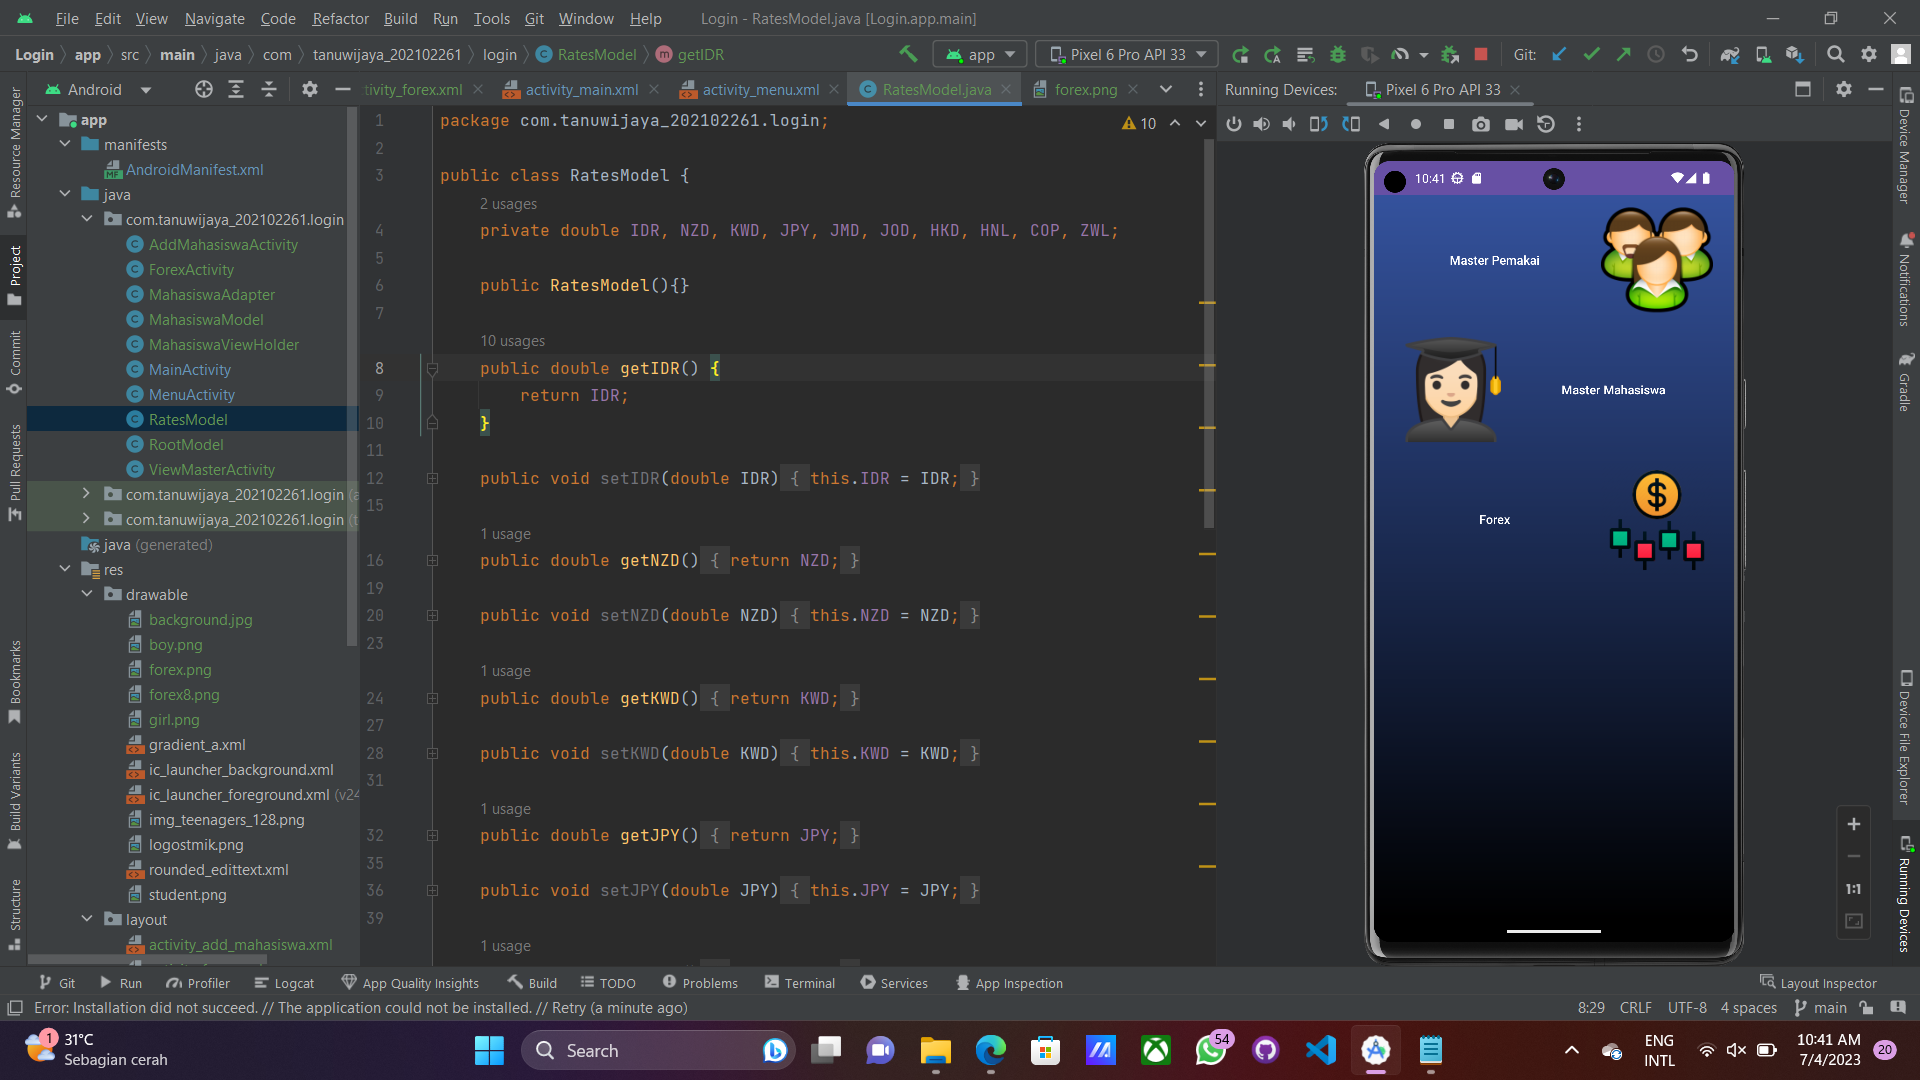 File Edit View Navigate Code Refactor Build Run Tools Git Window Help Login - RatesModel.java [Login.app.main]
Login app src main java com tanuwijaya_202102261 login RatesModel getIDR app Pixel 6 Pro API 33 Git:
Android tivity_forex.xml activity_main.xml activity_menu.xml RatesModel.java forex.png Running Devices: Pixel 6 Pro API 33
Resource Manager
Project
Commit
Pull Requests
Bookmarks
Build Variants
Structure
app
manifests
AndroidManifest.xml
java
com.tanuwijaya_202102261.login
AddMahasiswaActivity
ForexActivity
MahasiswaAdapter
MahasiswaModel
MahasiswaViewHolder
MainActivity
MenuActivity
RatesModel
RootModel
ViewMasterActivity
com.tanuwijaya_202102261.login (a
com.tanuwijaya_202102261.login (t
java (generated)
res
drawable
background.jpg
boy.png
forex.png
forex8.png
girl.png
gradient_a.xml
ic_launcher_background.xml
ic_launcher_foreground.xml (v24
img_teenagers_128.png
logostmik.png
rounded_edittext.xml
student.png
layout
activity_add_mahasiswa.xml
10
1 package com.tanuwijaya_202102261.login;
2
3 public class RatesModel {
2 usages
4 private double IDR, NZD, KWD, JPY, JMD, JOD, HKD, HNL, COP, ZWL;
5
6 public RatesModel(){}
7
10 usages
8 public double getIDR() {
9 return IDR;
10 }
11
12 public void setIDR(double IDR) { this.IDR = IDR; }
15
1 usage
16 public double getNZD() { return NZD; }
19
20 public void setNZD(double NZD) { this.NZD = NZD; }
23
1 usage
24 public double getKWD() { return KWD; }
27
28 public void setKWD(double KWD) { this.KWD = KWD; }
31
1 usage
32 public double getJPY() { return JPY; }
35
36 public void setJPY(double JPY) { this.JPY = JPY; }
39
1 usage
10:41
Master Pemakai
Master Mahasiswa
Forex
1:1
Device Manager
Notifications
Gradle
Device File Explorer
Running Devices
Git Run Profiler Logcat App Quality Insights Build TODO Problems Terminal Services App Inspection Layout Inspector
Error: Installation did not succeed. // The application could not be installed. // Retry (a minute ago) 8:29 CRLF UTF-8 4 spaces main
1
31°C
Sebagian cerah
Search
54
ENG
INTL
10:41 AM
7/4/2023
20